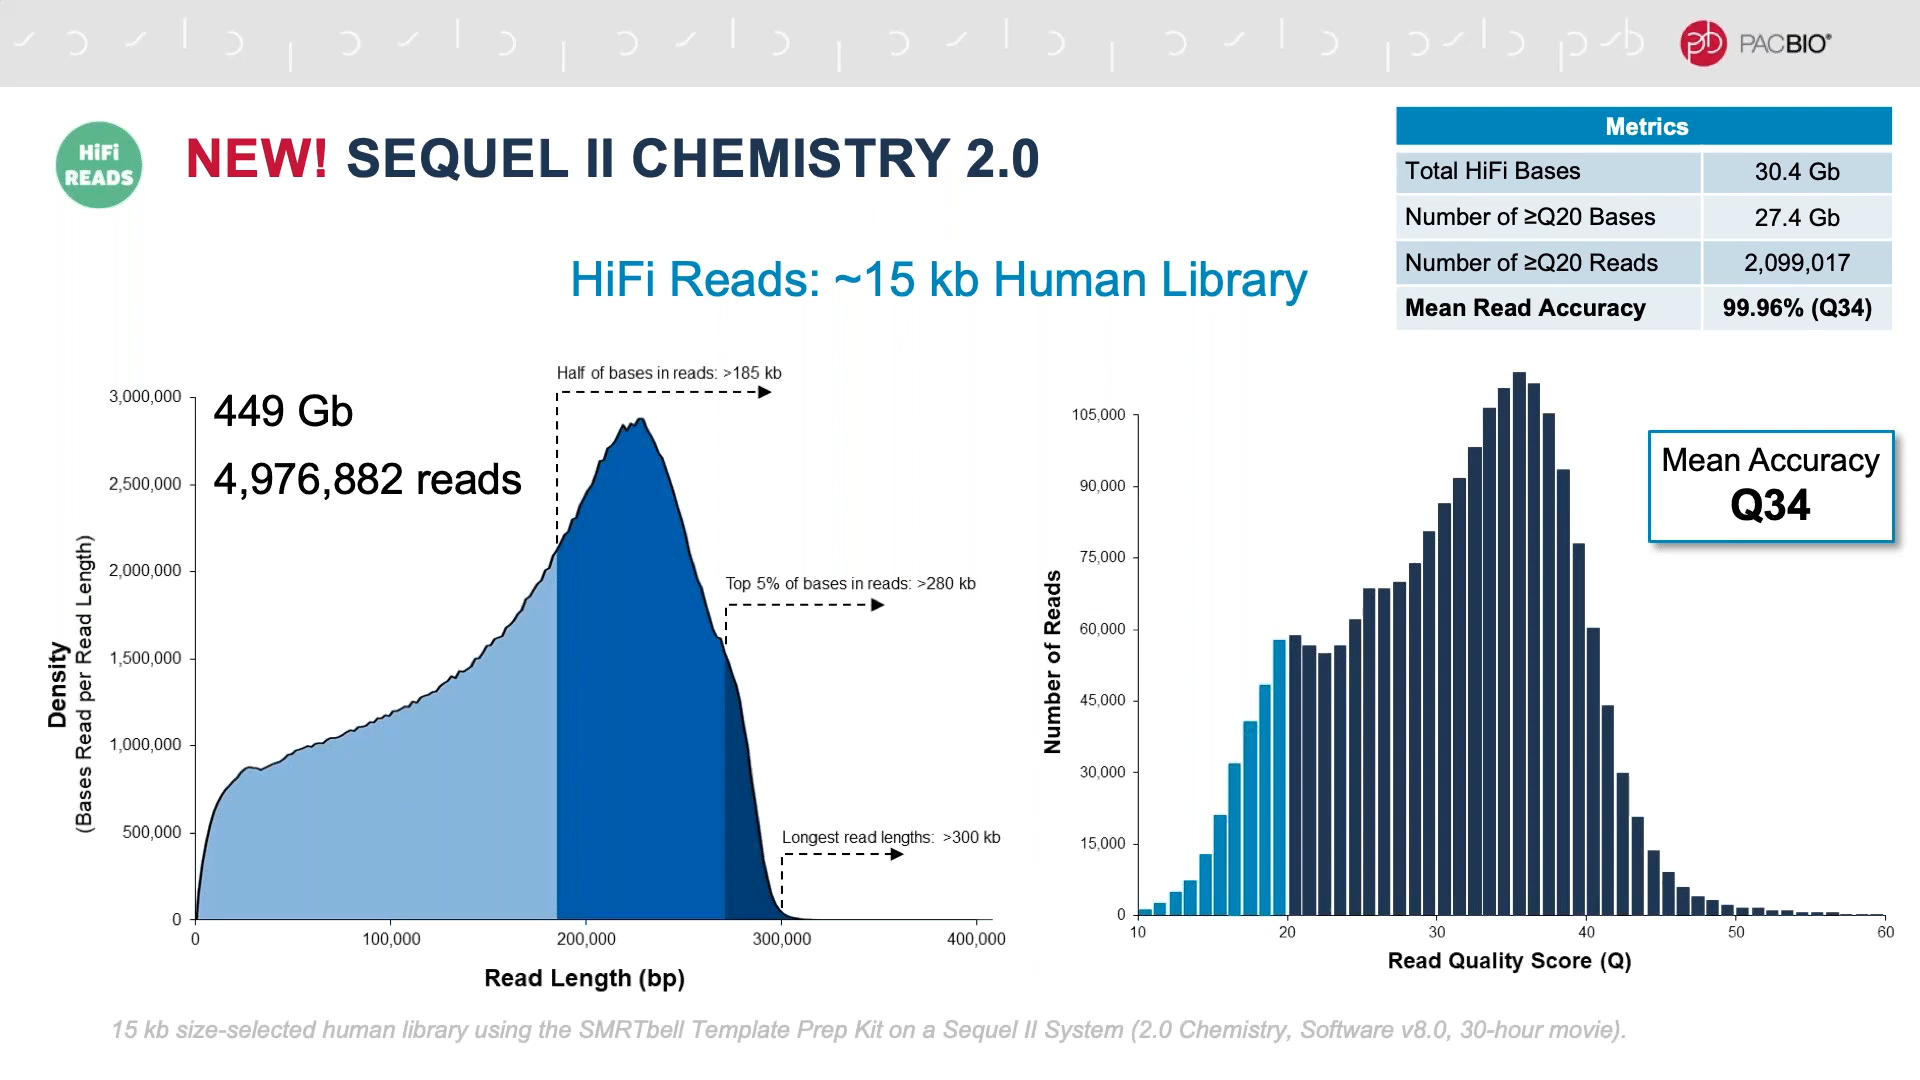 PACBIO®
HiFi
READS
NEW! SEQUEL II CHEMISTRY 2.0
Metrics
Total HiFi Bases 30.4 Gb
Number of ≥Q20 Bases 27.4 Gb
Number of ≥Q20 Reads 2,099,017
Mean Read Accuracy 99.96% (Q34)
HiFi Reads: ~15 kb Human Library
449 Gb
4,976,882 reads
Half of bases in reads: >185 kb
Top 5% of bases in reads: >280 kb
Longest read lengths: >300 kb
Density
(Bases Read per Read Length)
3,000,000
2,500,000
2,000,000
1,500,000
1,000,000
500,000
0
0 100,000 200,000 300,000 400,000
Read Length (bp)
Mean Accuracy
Q34
Number of Reads
105,000
90,000
75,000
60,000
45,000
30,000
15,000
0
10 20 30 40 50 60
Read Quality Score (Q)
15 kb size-selected human library using the SMRTbell Template Prep Kit on a Sequel II System (2.0 Chemistry, Software v8.0, 30-hour movie).